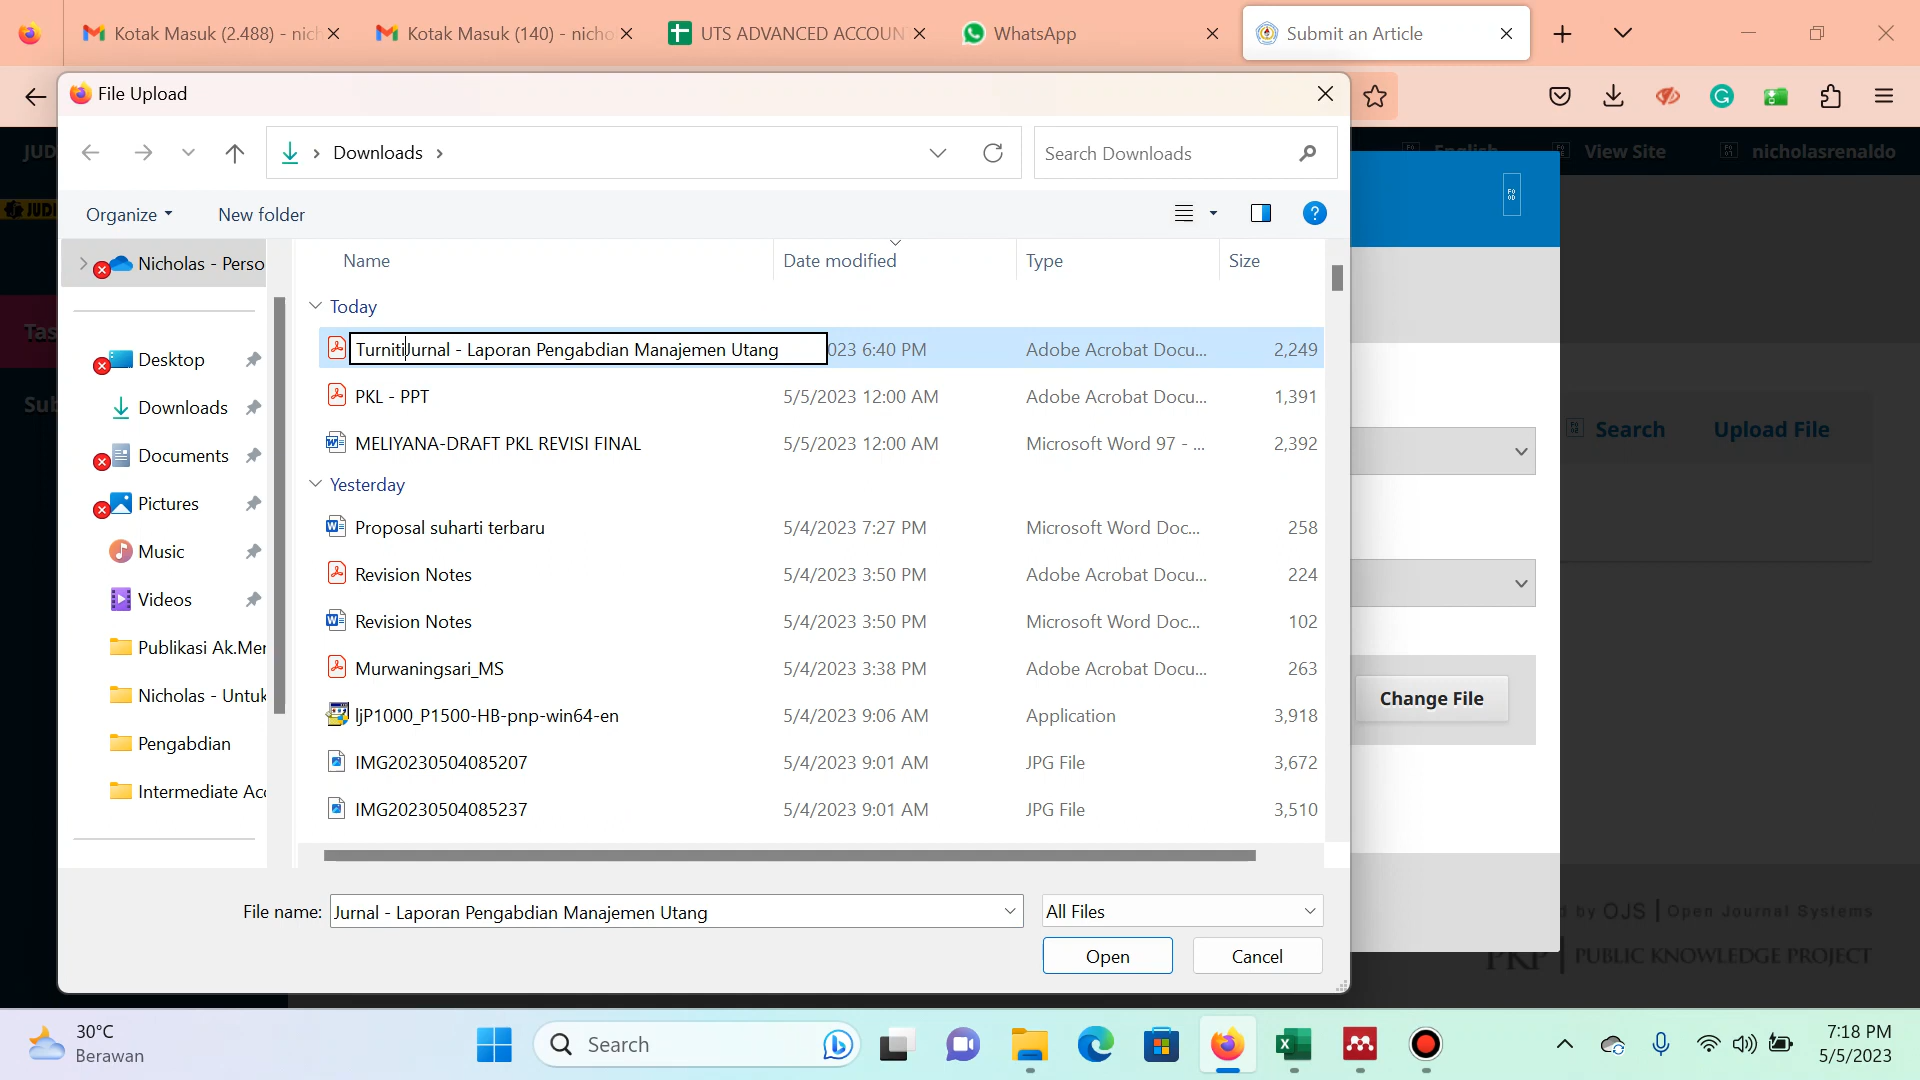 Kotak Masuk (2.488) - nich
Kotak Masuk (140) - nicho
UTS ADVANCED ACCOUN
WhatsApp
Submit an Article
File Upload
JUD
English
View Site
nicholasrenaldo
Downloads
Search Downloads
JUDI
Organize
New folder
Nicholas - Perso
Name
Date modified
Type
Size
Today
Tas
TurnitiJurnal - Laporan Pengabdian Manajemen Utang
023 6:40 PM
Adobe Acrobat Docu...
2,249
Desktop
PKL - PPT
5/5/2023 12:00 AM
Adobe Acrobat Docu...
1,391
Sub
Downloads
MELIYANA-DRAFT PKL REVISI FINAL
5/5/2023 12:00 AM
Microsoft Word 97 - ...
2,392
Search
Upload File
Documents
Yesterday
Pictures
Proposal suharti terbaru
5/4/2023 7:27 PM
Microsoft Word Doc...
258
Music
Revision Notes
5/4/2023 3:50 PM
Adobe Acrobat Docu...
224
Videos
Revision Notes
5/4/2023 3:50 PM
Microsoft Word Doc...
102
Publikasi Ak.Mer
Murwaningsari_MS
5/4/2023 3:38 PM
Adobe Acrobat Docu...
263
Nicholas - Untuk
ljP1000_P1500-HB-pnp-win64-en
5/4/2023 9:06 AM
Application
3,918
Change File
Pengabdian
IMG20230504085207
5/4/2023 9:01 AM
JPG File
3,672
Intermediate Acc
IMG20230504085237
5/4/2023 9:01 AM
JPG File
3,510
File name:
Jurnal - Laporan Pengabdian Manajemen Utang
All Files
d by OJS | Open Journal Systems
Open
Cancel
PKP | PUBLIC KNOWLEDGE PROJECT
30°C
Berawan
Search
7:18 PM
5/5/2023